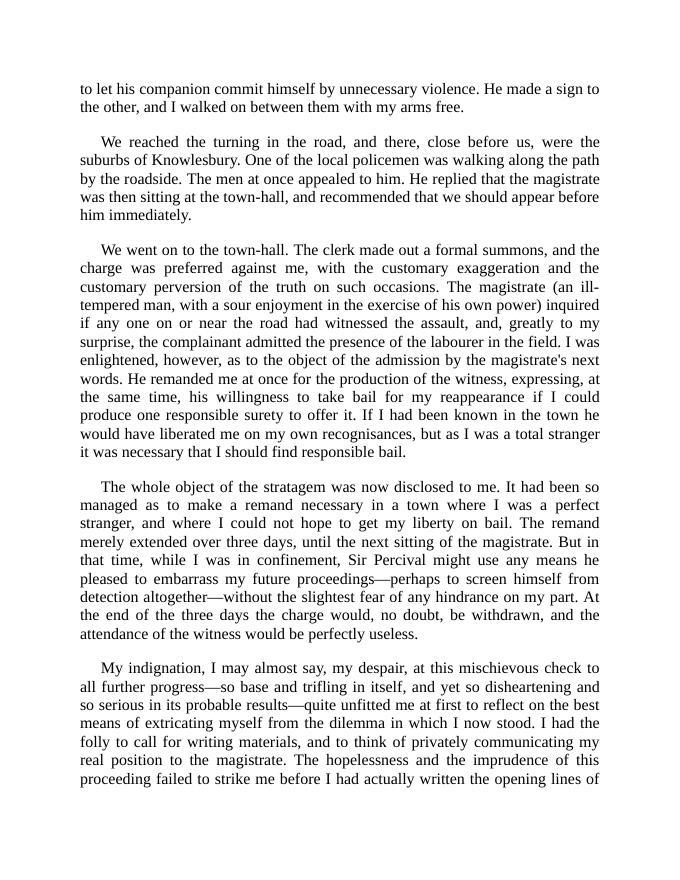 to let his companion commit himself by unnecessary violence. He made a sign to
the other, and I walked on between them with my arms free.
We reached the turning in the road, and there, close before us, were the
suburbs of Knowlesbury. One of the local policemen was walking along the path
by the roadside. The men at once appealed to him. He replied that the magistrate
was then sitting at the town-hall, and recommended that we should appear before
him immediately.
We went on to the town-hall. The clerk made out a formal summons, and the
charge was preferred against me, with the customary exaggeration and the
customary perversion of the truth on such occasions. The magistrate (an ill-
tempered man, with a sour enjoyment in the exercise of his own power) inquired
if any one on or near the road had witnessed the assault, and, greatly to my
surprise, the complainant admitted the presence of the labourer in the field. I was
enlightened, however, as to the object of the admission by the magistrate's next
words. He remanded me at once for the production of the witness, expressing, at
the same time, his willingness to take bail for my reappearance if I could
produce one responsible surety to offer it. If I had been known in the town he
would have liberated me on my own recognisances, but as I was a total stranger
it was necessary that I should find responsible bail.
The whole object of the stratagem was now disclosed to me. It had been so
managed as to make a remand necessary in a town where I was a perfect
stranger, and where I could not hope to get my liberty on bail. The remand
merely extended over three days, until the next sitting of the magistrate. But in
that time, while I was in confinement, Sir Percival might use any means he
pleased to embarrass my future proceedings—perhaps to screen himself from
detection altogether—without the slightest fear of any hindrance on my part. At
the end of the three days the charge would, no doubt, be withdrawn, and the
attendance of the witness would be perfectly useless.
My indignation, I may almost say, my despair, at this mischievous check to
all further progress—so base and trifling in itself, and yet so disheartening and
so serious in its probable results—quite unfitted me at first to reflect on the best
means of extricating myself from the dilemma in which I now stood. I had the
folly to call for writing materials, and to think of privately communicating my
real position to the magistrate. The hopelessness and the imprudence of this
proceeding failed to strike me before I had actually written the opening lines of